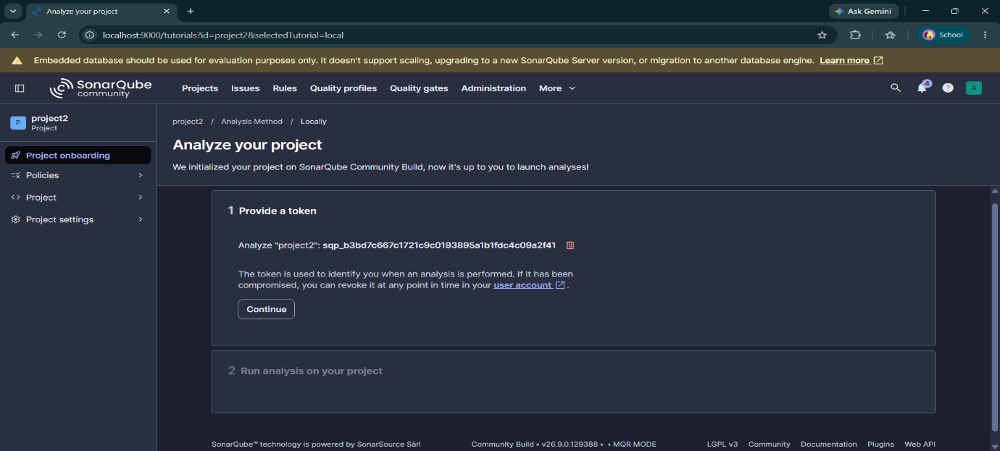 Analyze your project
Ask Gemini
localhost:9000/tutorials?id=project2&selectedTutorial=local
School
Embedded database should be used for evaluation purposes only. It doesn't support scaling, upgrading to a new SonarQube Server version, or migration to another database engine. Learn more
SonarQube
community
Projects Issues Rules Quality profiles Quality gates Administration More
4
?
A
P
project2
Project
Project onboarding
Policies
Project
Project settings
project2 / Analysis Method / Locally
Analyze your project
We initialized your project on SonarQube Community Build, now it's up to you to launch analyses!
1 Provide a token
Analyze "project2": sqp_b3bd7c667c1721c9c0193895a1b1fdc4c09a2f41
The token is used to identify you when an analysis is performed. If it has been
compromised, you can revoke it at any point in time in your user account .
Continue
2 Run analysis on your project
SonarQube™ technology is powered by SonarSource Sàrl
Community Build • v26.9.0.129388 • • MQR MODE
LGPL v3 Community Documentation Plugins Web API